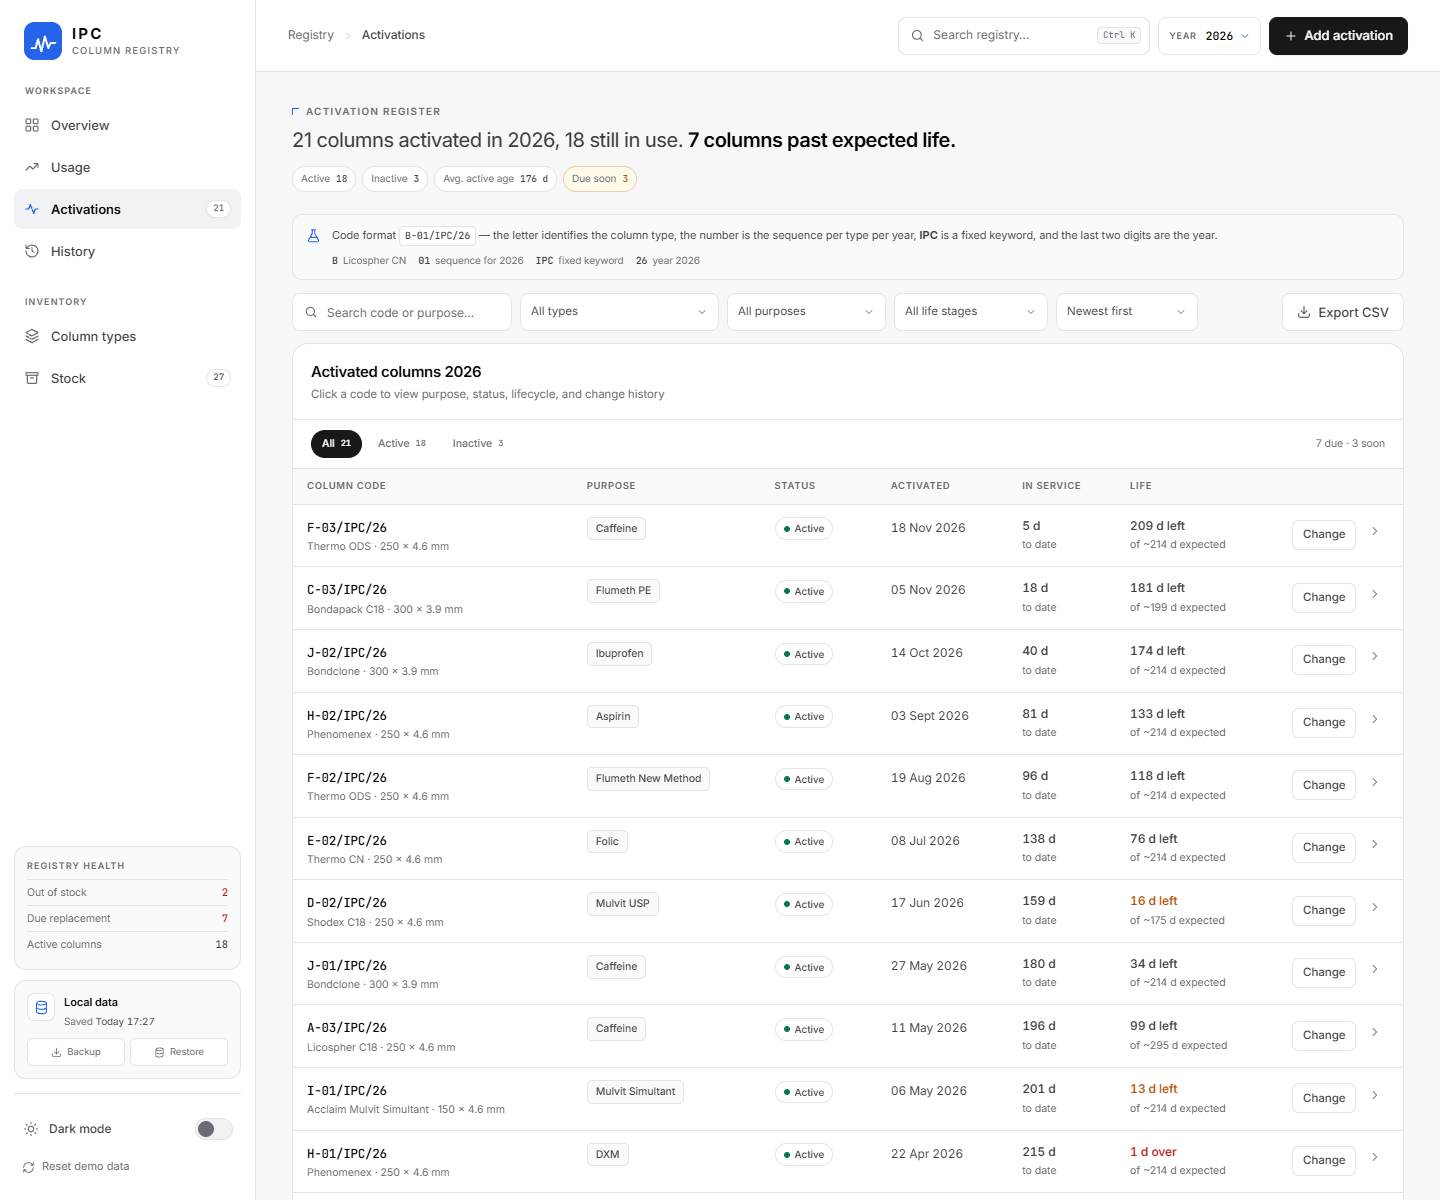 IPC
COLUMN REGISTRY
WORKSPACE
Overview
Usage
Activations 21
History
INVENTORY
Column types
Stock 27
REGISTRY HEALTH
Out of stock 2
Due replacement 7
Active columns 18
Local data
Saved Today 17:27
Backup Restore
Dark mode
Reset demo data
Registry Activations
Search registry... Ctrl K
YEAR 2026
Add activation
ACTIVATION REGISTER
21 columns activated in 2026, 18 still in use. 7 columns past expected life.
Active 18 Inactive 3 Avg. active age 176 d Due soon 3
Code format B-01/IPC/26 — the letter identifies the column type, the number is the sequence per type per year, IPC is a fixed keyword, and the last two digits are the year.
B Licospher CN 01 sequence for 2026 IPC fixed keyword 26 year 2026
Search code or purpose... All types All purposes All life stages Newest first Export CSV
Activated columns 2026
Click a code to view purpose, status, lifecycle, and change history
All 21 Active 18 Inactive 3 7 due · 3 soon
COLUMN CODE PURPOSE STATUS ACTIVATED IN SERVICE LIFE
F-03/IPC/26 Caffeine Active 18 Nov 2026 5 d 209 d left Change
Thermo ODS · 250 × 4.6 mm to date of ~214 d expected
C-03/IPC/26 Flumeth PE Active 05 Nov 2026 18 d 181 d left Change
Bondapack C18 · 300 × 3.9 mm to date of ~199 d expected
J-02/IPC/26 Ibuprofen Active 14 Oct 2026 40 d 174 d left Change
Bondclone · 300 × 3.9 mm to date of ~214 d expected
H-02/IPC/26 Aspirin Active 03 Sept 2026 81 d 133 d left Change
Phenomenex · 250 × 4.6 mm to date of ~214 d expected
F-02/IPC/26 Flumeth New Method Active 19 Aug 2026 96 d 118 d left Change
Thermo ODS · 250 × 4.6 mm to date of ~214 d expected
E-02/IPC/26 Folic Active 08 Jul 2026 138 d 76 d left Change
Thermo CN · 250 × 4.6 mm to date of ~214 d expected
D-02/IPC/26 Mulvit USP Active 17 Jun 2026 159 d 16 d left Change
Shodex C18 · 250 × 4.6 mm to date of ~175 d expected
J-01/IPC/26 Caffeine Active 27 May 2026 180 d 34 d left Change
Bondclone · 300 × 3.9 mm to date of ~214 d expected
A-03/IPC/26 Caffeine Active 11 May 2026 196 d 99 d left Change
Licospher C18 · 250 × 4.6 mm to date of ~295 d expected
I-01/IPC/26 Mulvit Simultant Active 06 May 2026 201 d 13 d left Change
Acclaim Mulvit Simultant · 150 × 4.6 mm to date of ~214 d expected
H-01/IPC/26 DXM Active 22 Apr 2026 215 d 1 d over Change
Phenomenex · 250 × 4.6 mm to date of ~214 d expected